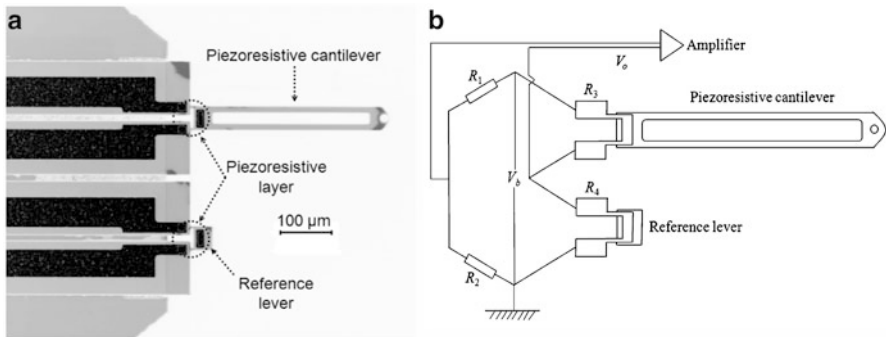 a
Piezoresistive cantilever
Piezoresistive
layer
100 µm
Reference
lever
b
Amplifier
Vo
R1
R3
Piezoresistive cantilever
Vb
R4
Reference lever
R2